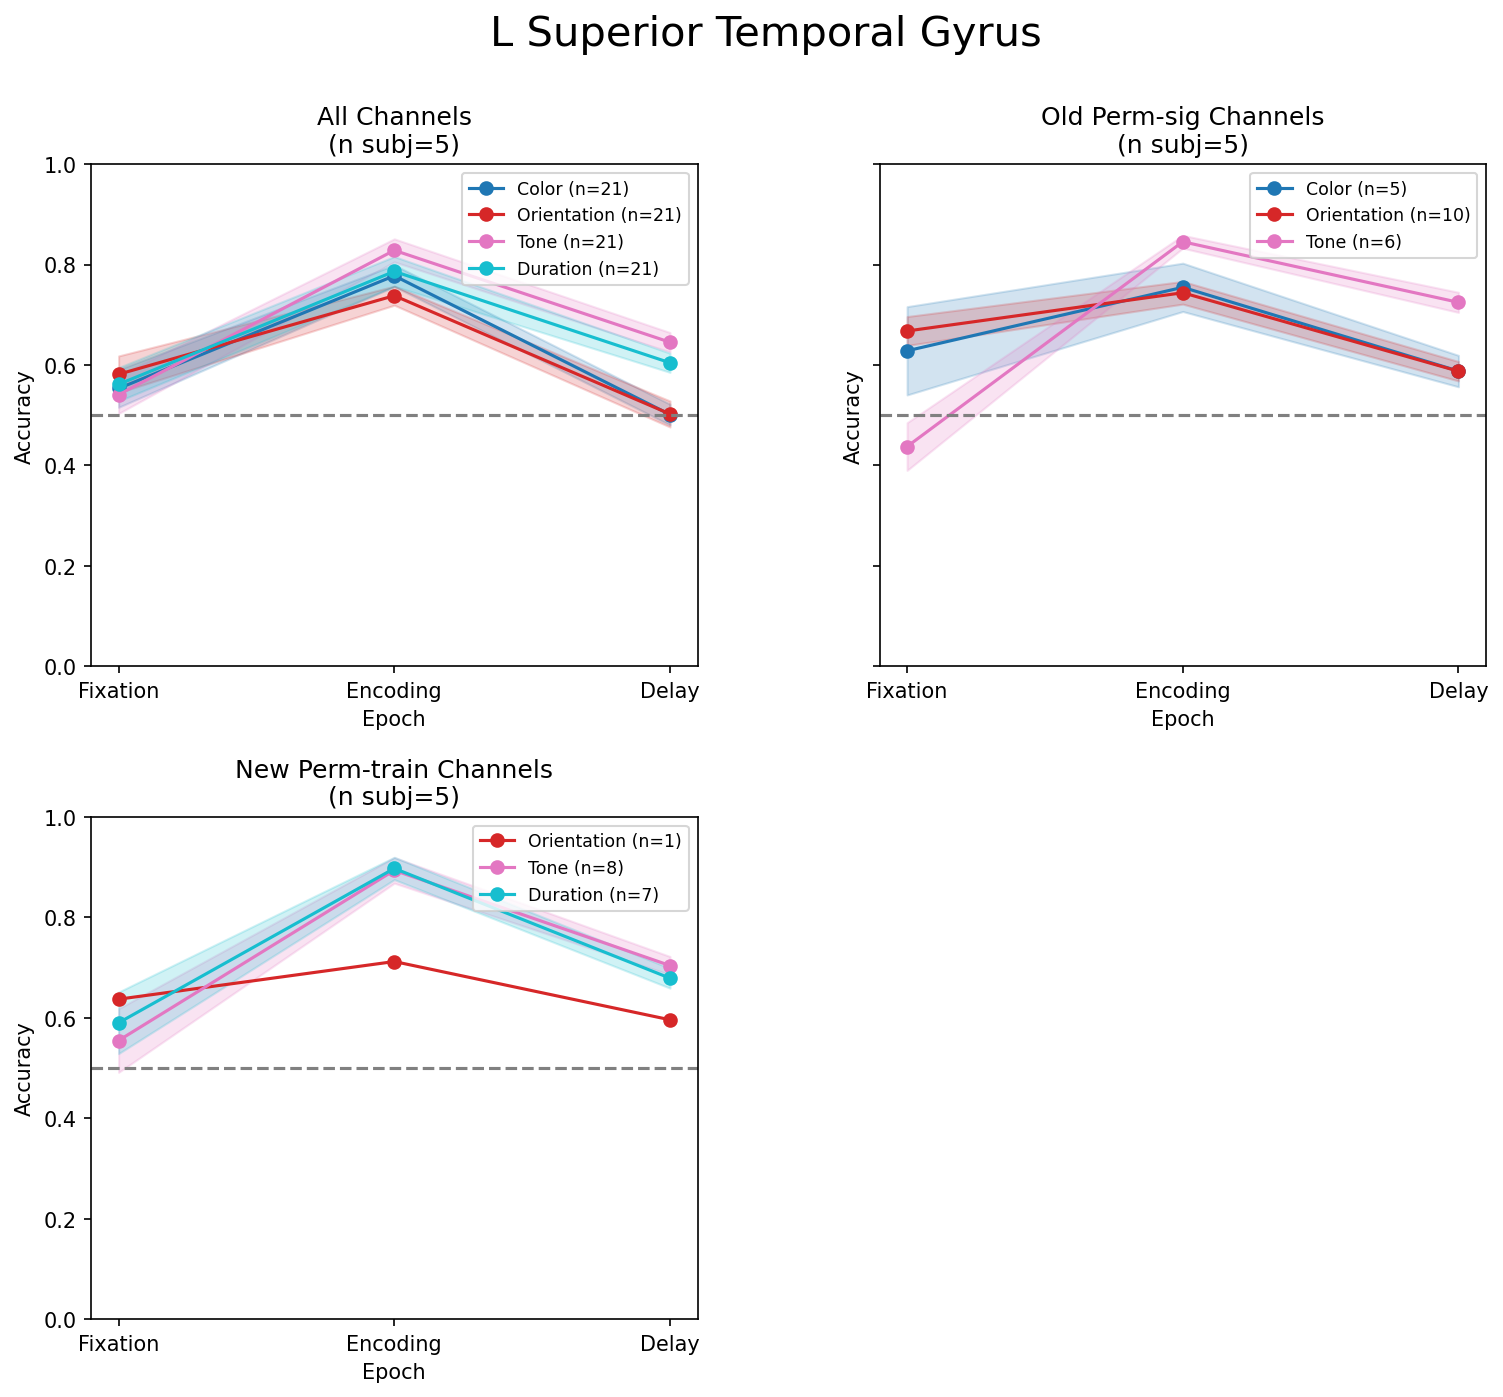 L Superior Temporal Gyrus
All Channels
(n subj=5)
Accuracy
1.0
0.8
0.6
0.4
0.2
0.0
Color (n=21)
Orientation (n=21)
Tone (n=21)
Duration (n=21)
Fixation
Encoding
Delay
Epoch
Old Perm-sig Channels
(n subj=5)
Accuracy
Color (n=5)
Orientation (n=10)
Tone (n=6)
Fixation
Encoding
Delay
Epoch
New Perm-train Channels
(n subj=5)
Accuracy
1.0
0.8
0.6
0.4
0.2
0.0
Orientation (n=1)
Tone (n=8)
Duration (n=7)
Fixation
Encoding
Delay
Epoch